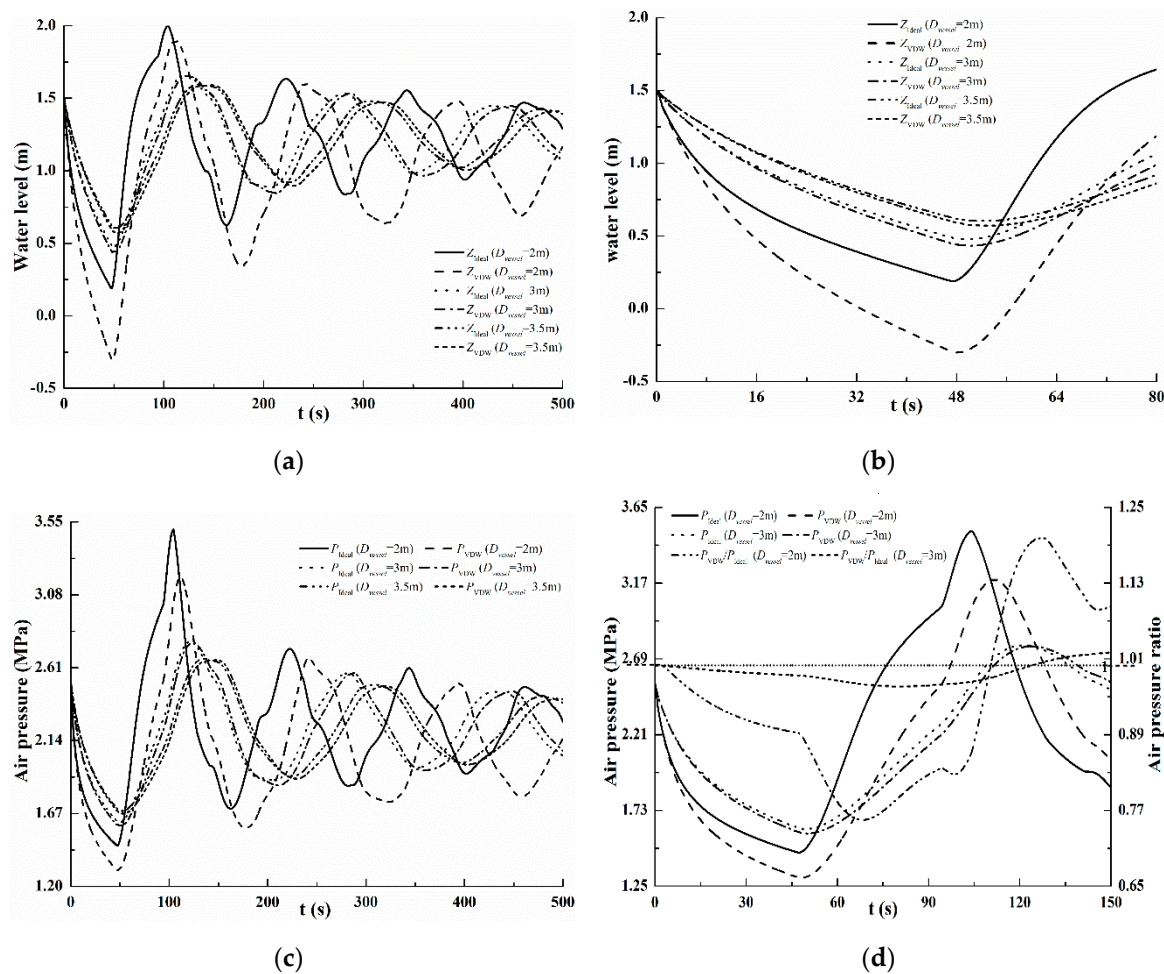 2.0
1.5
1.0
0.5
0.0
-0.5
Water level (m)
Z_Ideal (D_vessel=2m)
Z_VDW (D_vessel=2m)
Z_Ideal (D_vessel=3m)
Z_VDW (D_vessel=3m)
Z_Ideal (D_vessel=3.5m)
Z_VDW (D_vessel=3.5m)
0 100 200 300 400 500
t (s)
(a)
2.0
1.5
1.0
0.5
0.0
-0.5
water level (m)
Z_Ideal (D_vessel=2m)
Z_VDW (D_vessel=2m)
Z_Ideal (D_vessel=3m)
Z_VDW (D_vessel=3m)
Z_Ideal (D_vessel=3.5m)
Z_VDW (D_vessel=3.5m)
0 16 32 48 64 80
t (s)
(b)
3.55
3.08
2.61
2.14
1.67
1.20
Air pressure (MPa)
P_Ideal (D_vessel=2m) P_VDW (D_vessel=2m)
P_Ideal (D_vessel=3m) P_VDW (D_vessel=3m)
P_Ideal (D_vessel=3.5m) P_VDW (D_vessel=3.5m)
0 100 200 300 400 500
t (s)
(c)
3.65
3.17
2.69
2.21
1.73
1.25
Air pressure (MPa)
P_Ideal (D_vessel=2m) P_VDW (D_vessel=2m)
P_Ideal (D_vessel=3m) P_VDW (D_vessel=3m)
P_VDW/P_Ideal (D_vessel=2m) P_VDW/P_Ideal (D_vessel=3m)
1
1.25
1.13
1.01
0.89
0.77
0.65
Air pressure ratio
0 30 60 90 120 150
t (s)
(d)